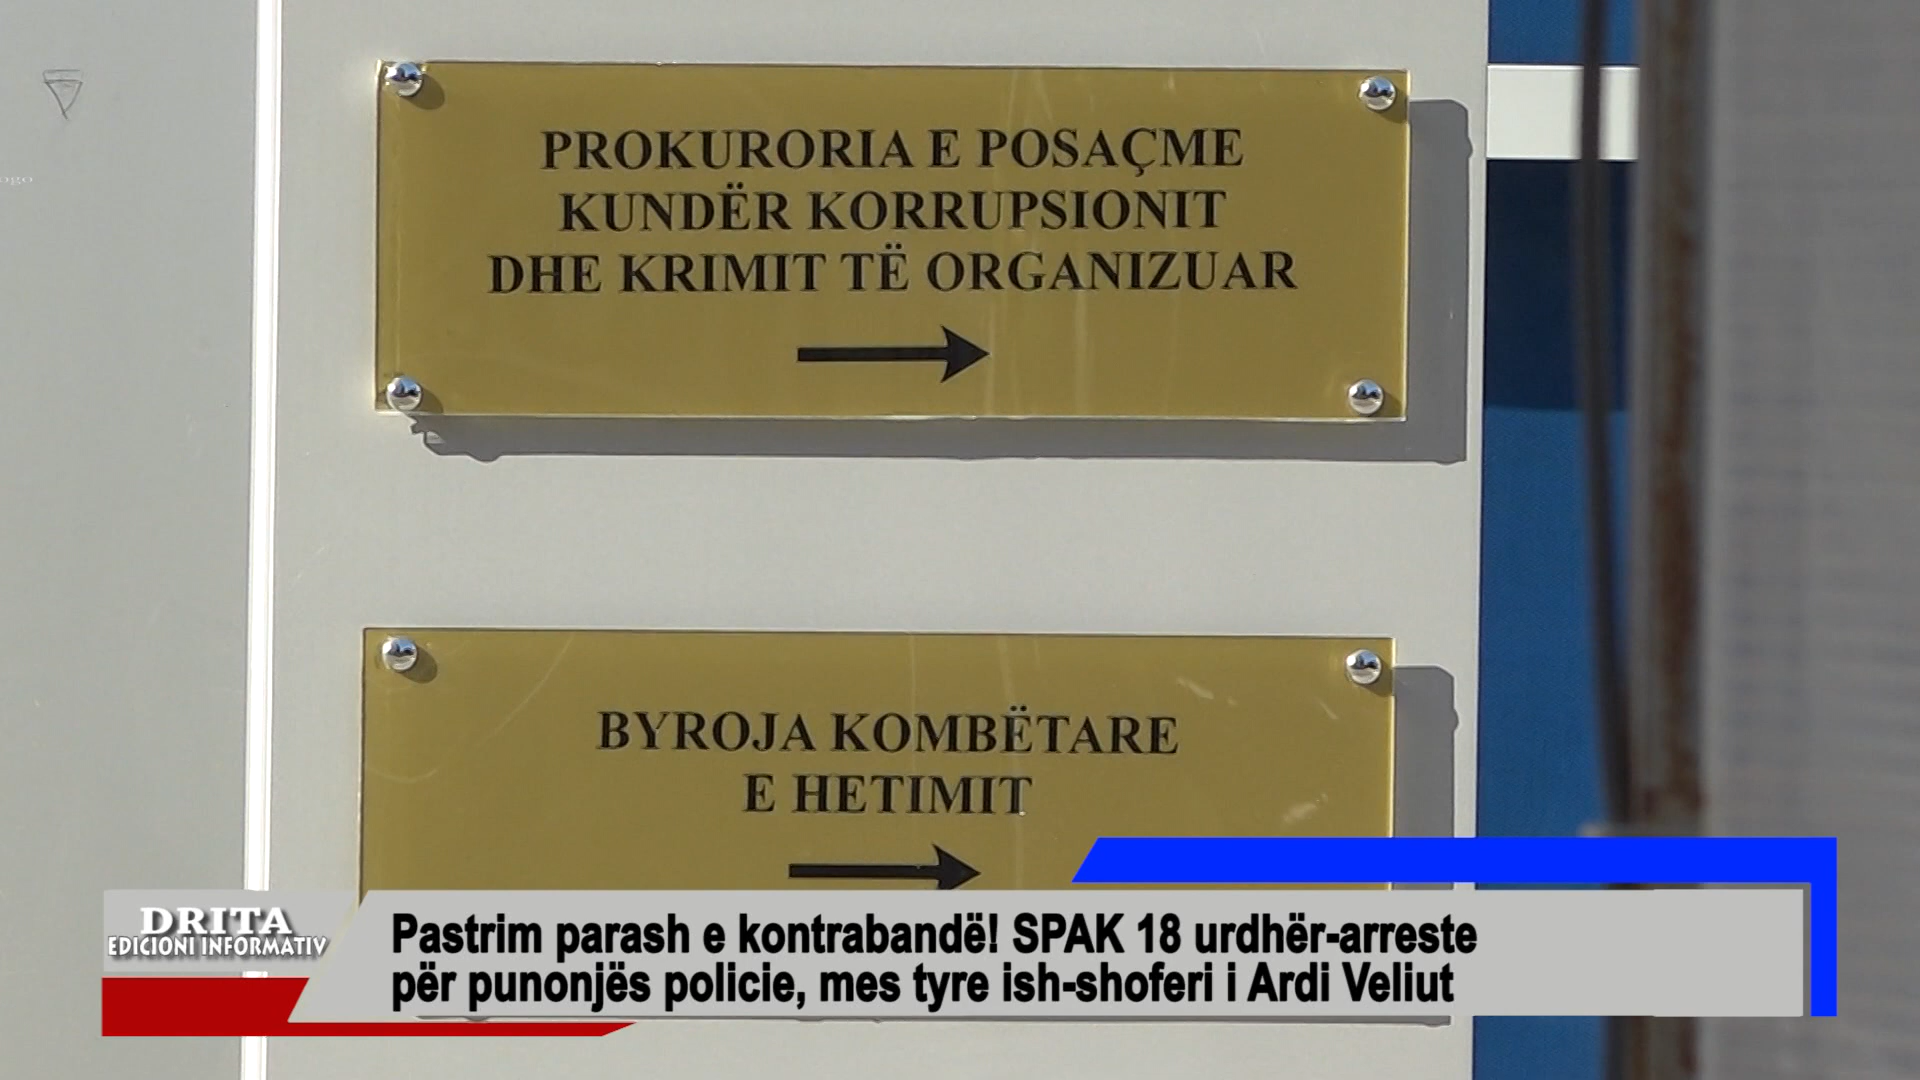 PROKURORIA E POSAÇME
KUNDËR KORRUPSIONIT
DHE KRIMIT TË ORGANIZUAR
BYROJA KOMBËTARE
E HETIMIT
DRITA
EDICIONI INFORMATIV
Pastrim parash e kontrabandë! SPAK 18 urdhër-arreste
për punonjës policie, mes tyre ish-shoferi i Ardi Veliut